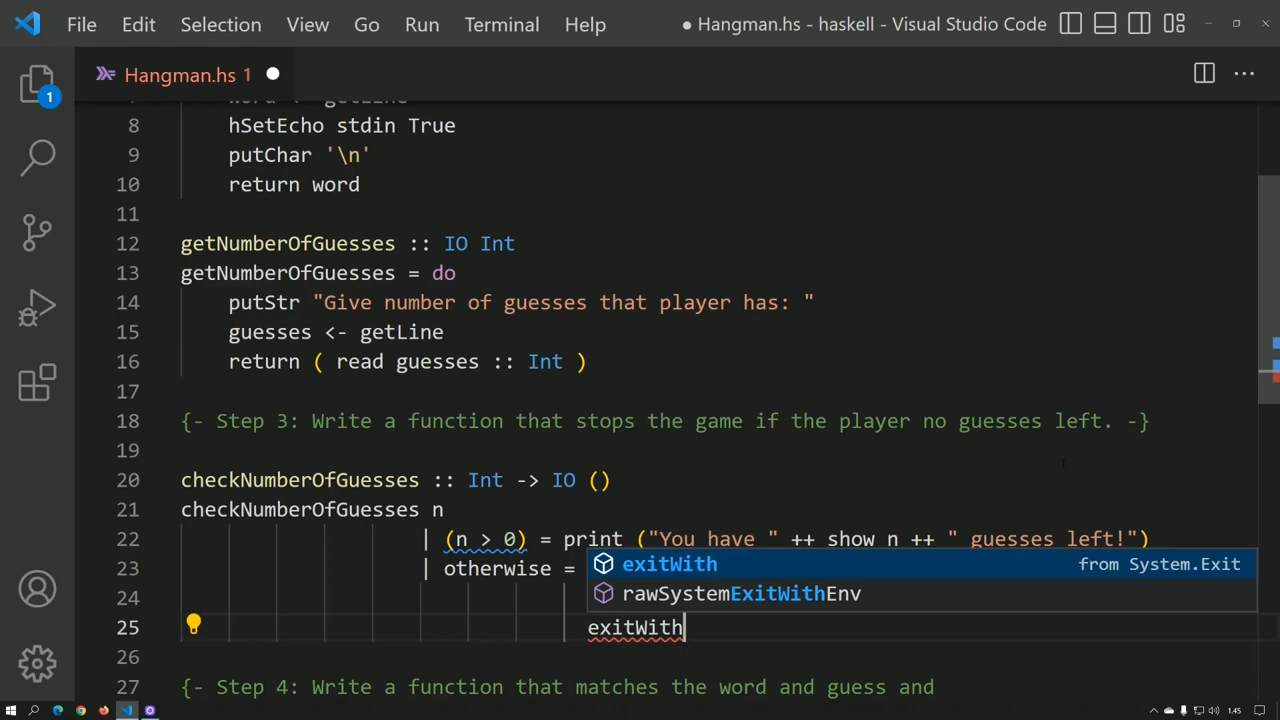 File Edit Selection View Go Run Terminal Help ● Hangman.hs - haskell - Visual Studio Code
Hangman.hs 1
1
8 hSetEcho stdin True
9 putChar '\n'
10 return word
11
12 getNumberOfGuesses :: IO Int
13 getNumberOfGuesses = do
14 putStr "Give number of guesses that player has: "
15 guesses <- getLine
16 return ( read guesses :: Int )
17
18 {- Step 3: Write a function that stops the game if the player no guesses left. -}
19
20 checkNumberOfGuesses :: Int -> IO ()
21 checkNumberOfGuesses n
22 | (n > 0) = print ("You have " ++ show n ++ " guesses left!")
23 | otherwise =
exitWith from System.Exit
rawSystemExitWithEnv
24
25 exitWith
26
27 {- Step 4: Write a function that matches the word and guess and
1.45